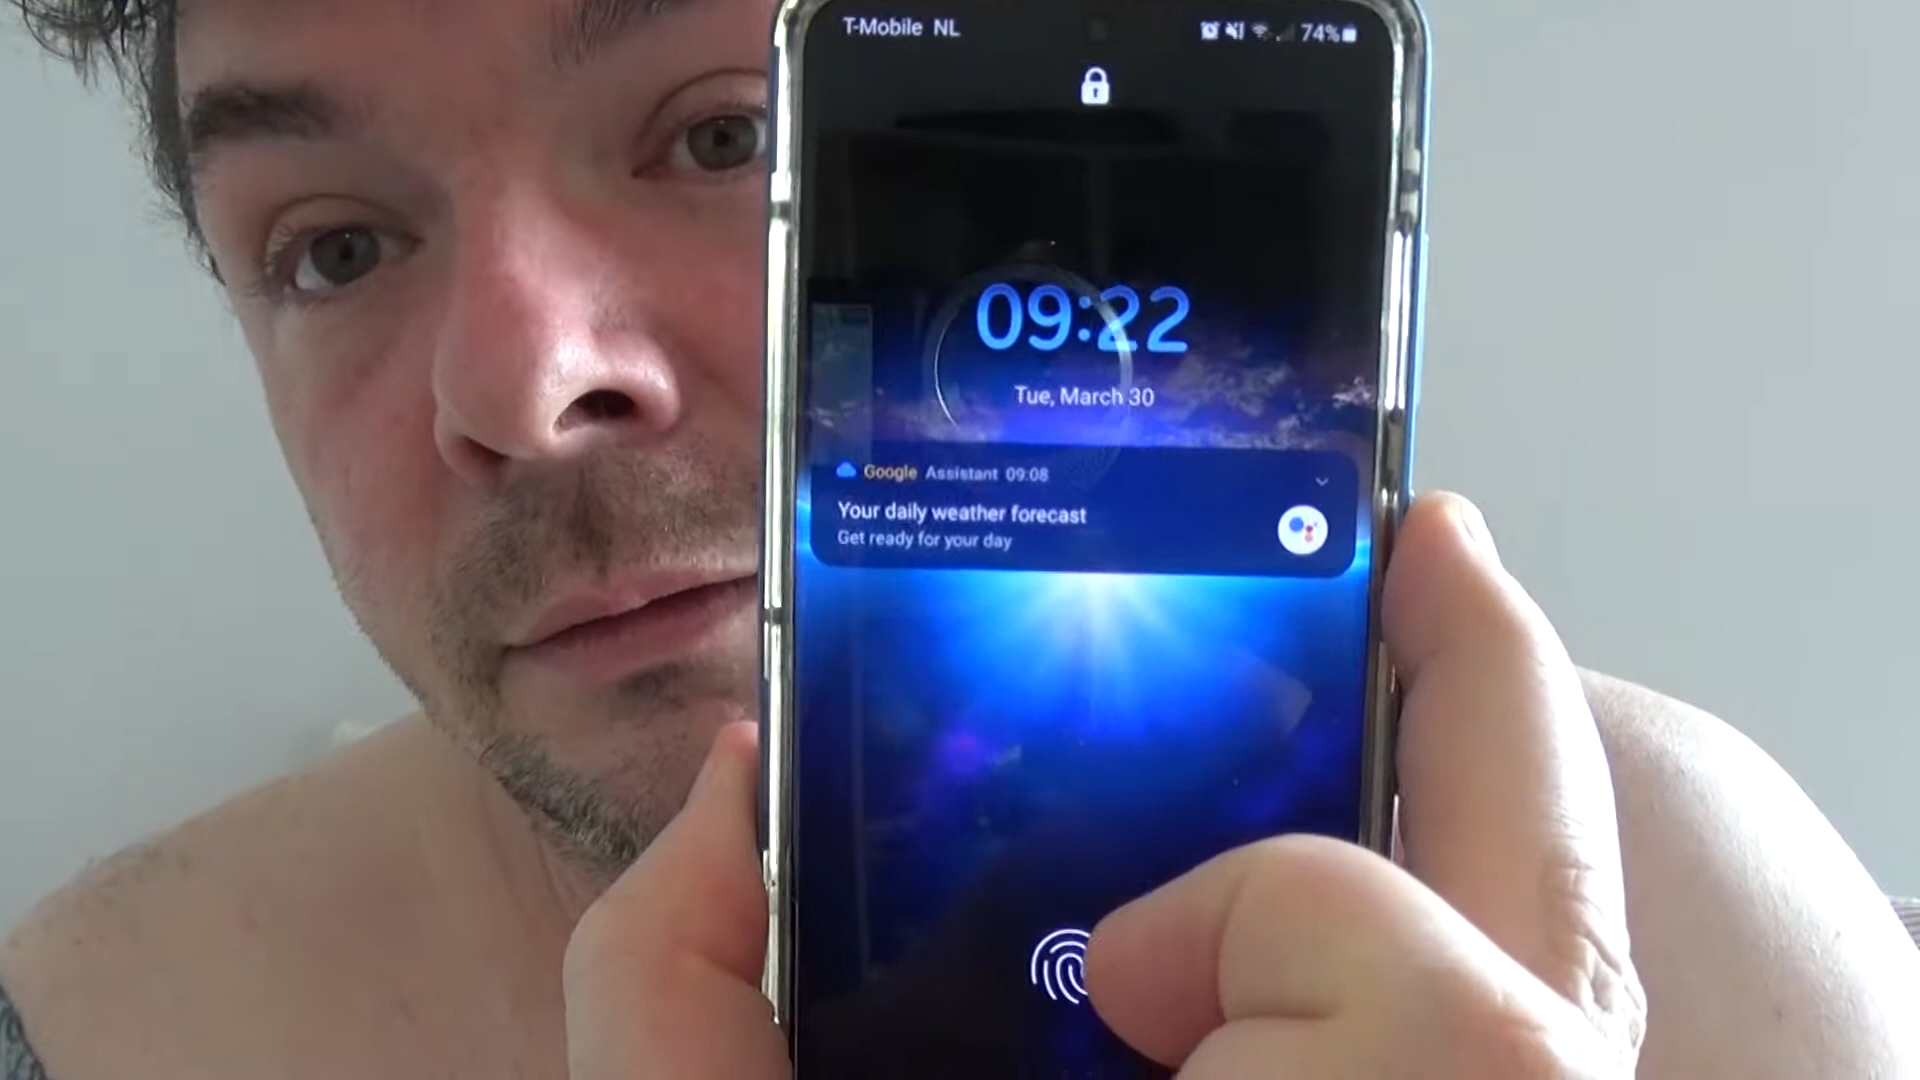 T-Mobile NL
74%
09:22
Tue, March 30
Google Assistant 09:08
Your daily weather forecast
Get ready for your day